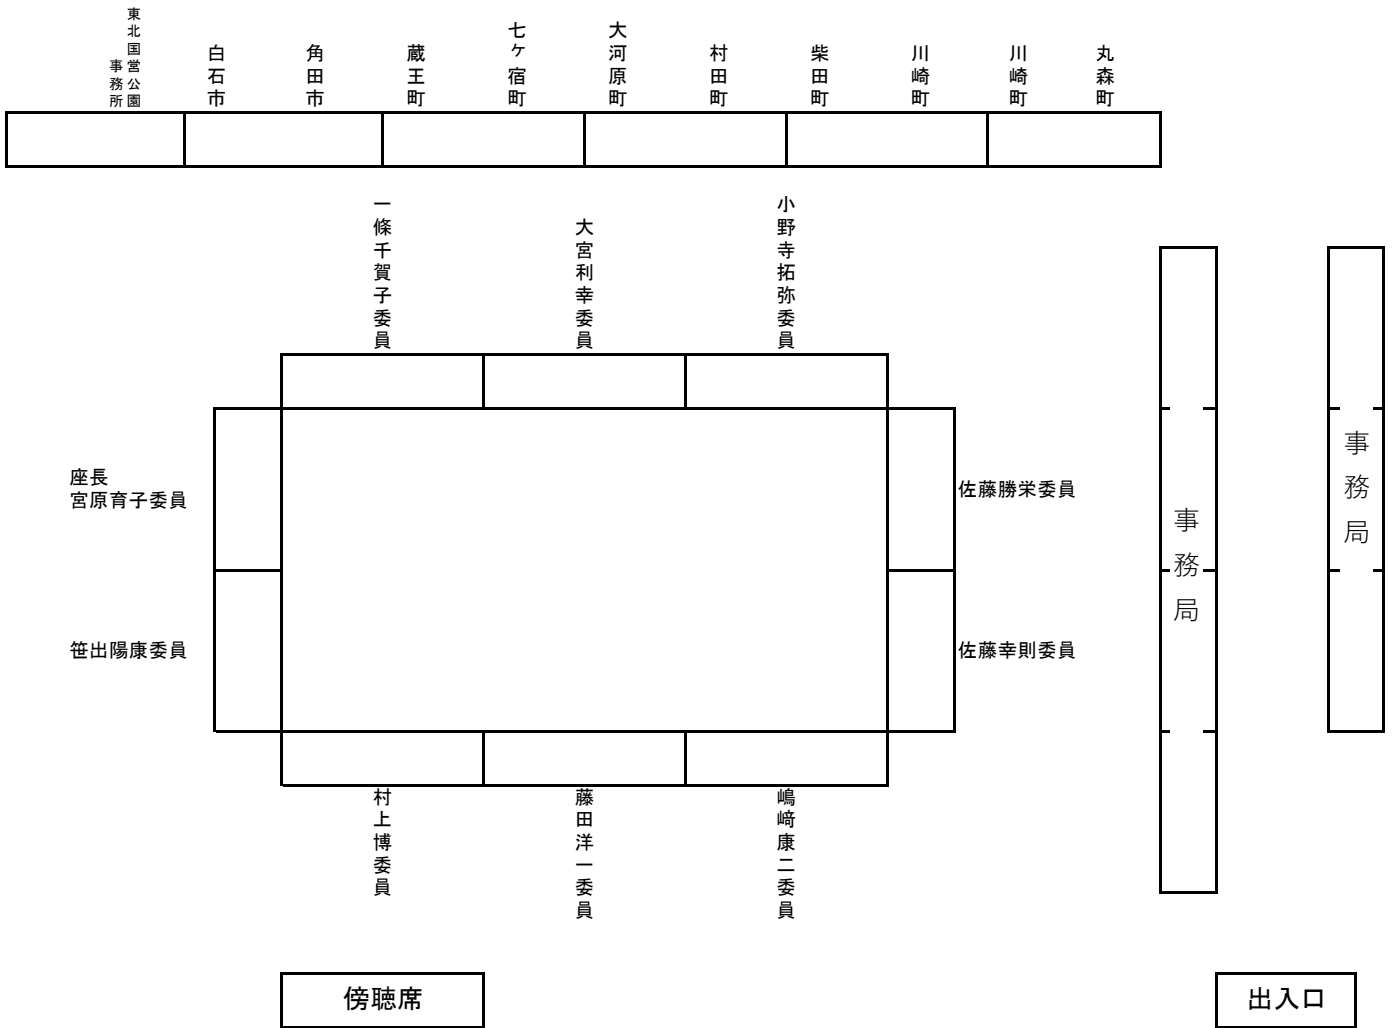 東北国営公園
事務所
白石市
角田市
蔵王町
七ケ宿町
大河原町
村田町
柴田町
川崎町
川崎町
丸森町
一條千賀子委員
大宮利幸委員
小野寺拓弥委員
座長
宮原育子委員
佐藤勝栄委員
事務局
事務局
笹出陽康委員
佐藤幸則委員
村上博委員
藤田洋一委員
嶋﨑康二委員
傍聴席
出入口